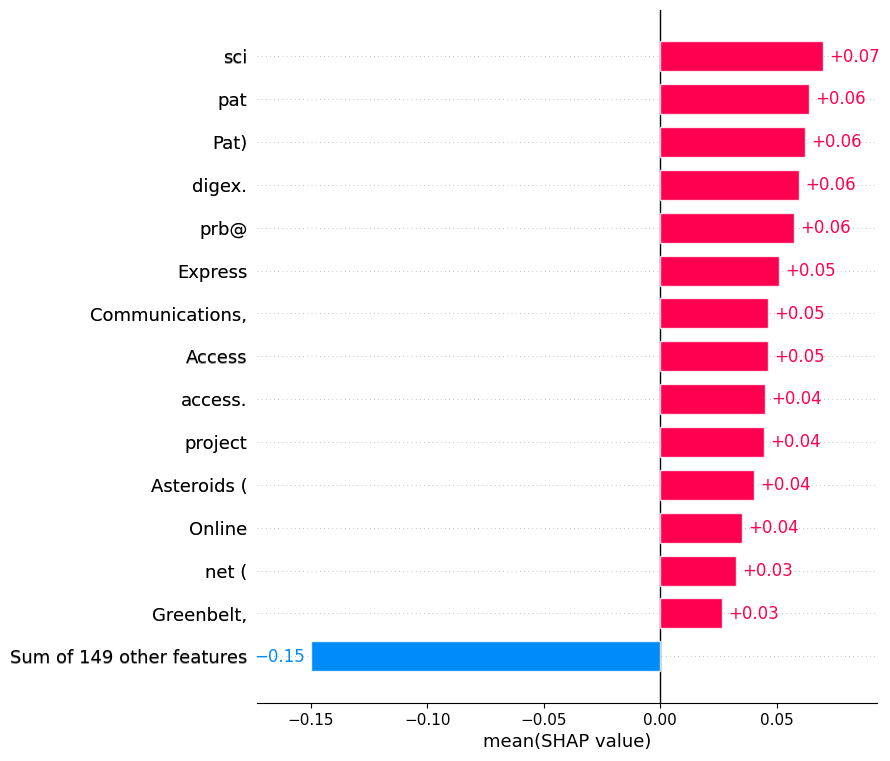 sci +0.07
pat +0.06
Pat) +0.06
digex. +0.06
prb@ +0.06
Express +0.05
Communications, +0.05
Access +0.05
access. +0.04
project +0.04
Asteroids ( +0.04
Online +0.04
net ( +0.03
Greenbelt, +0.03
Sum of 149 other features −0.15
−0.15 −0.10 −0.05 0.00 0.05
mean(SHAP value)